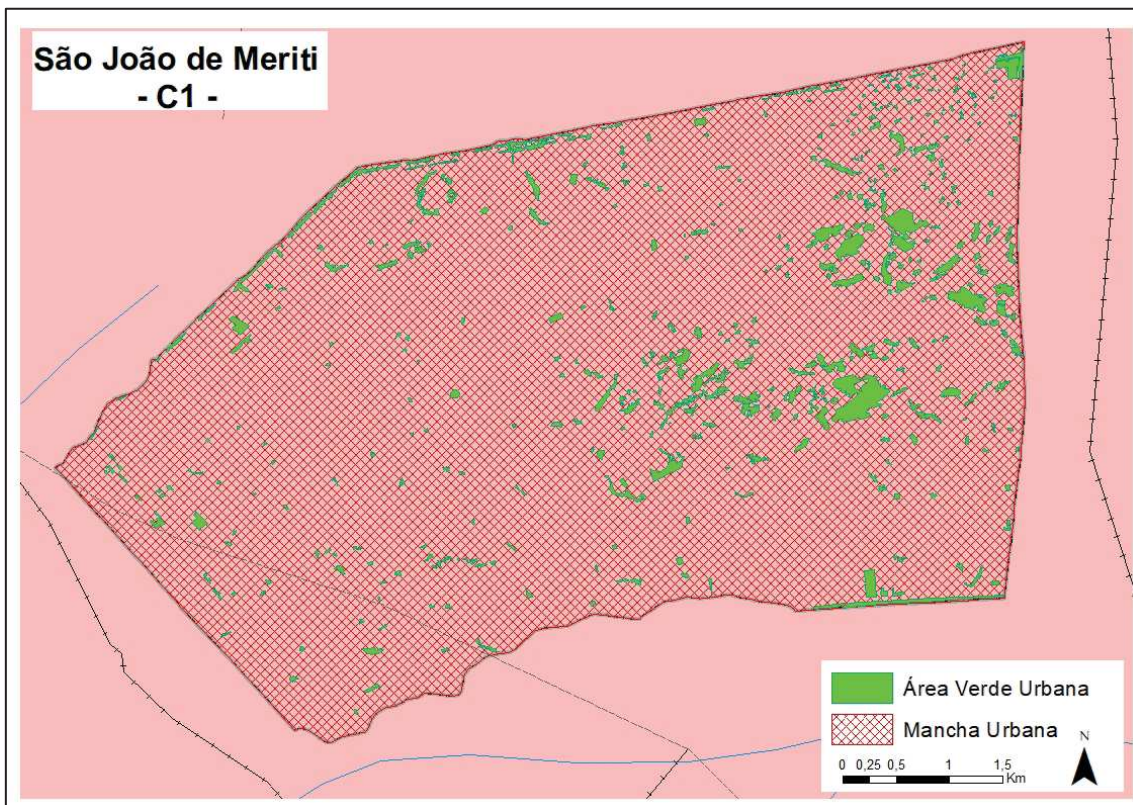 São João de Meriti
- C1 -
Área Verde Urbana
Mancha Urbana
N
0 0,25 0,5 1 1,5
Km